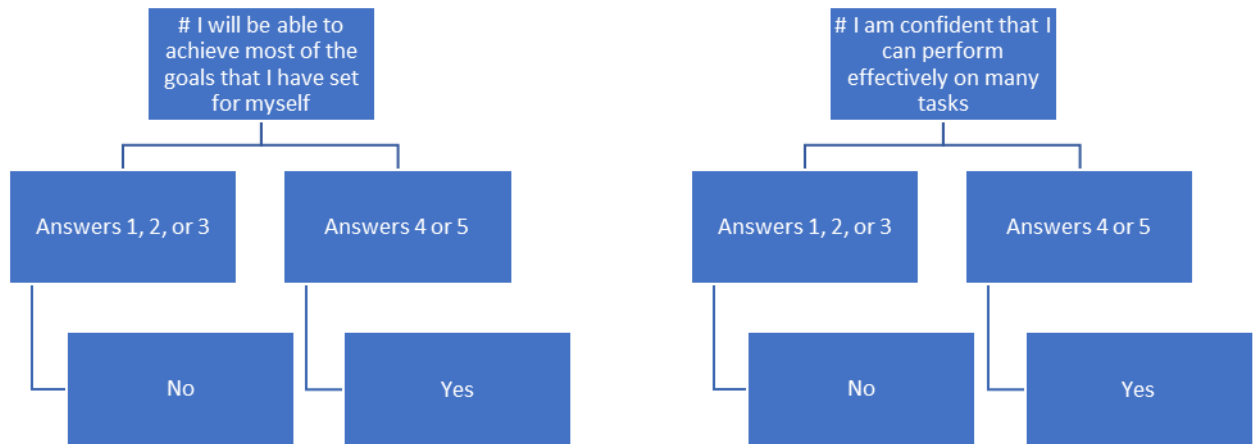 # I will be able to
achieve most of the
goals that I have set
for myself
Answers 1, 2, or 3
Answers 4 or 5
No
Yes
# I am confident that I
can perform
effectively on many
tasks
Answers 1, 2, or 3
Answers 4 or 5
No
Yes